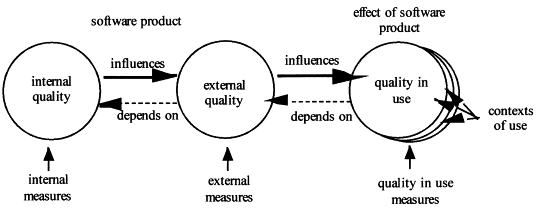 software product
effect of software
product
internal
quality
influences
depends on
external
quality
influences
depends on
quality in
use
contexts
of use
internal
measures
external
measures
quality in use
measures